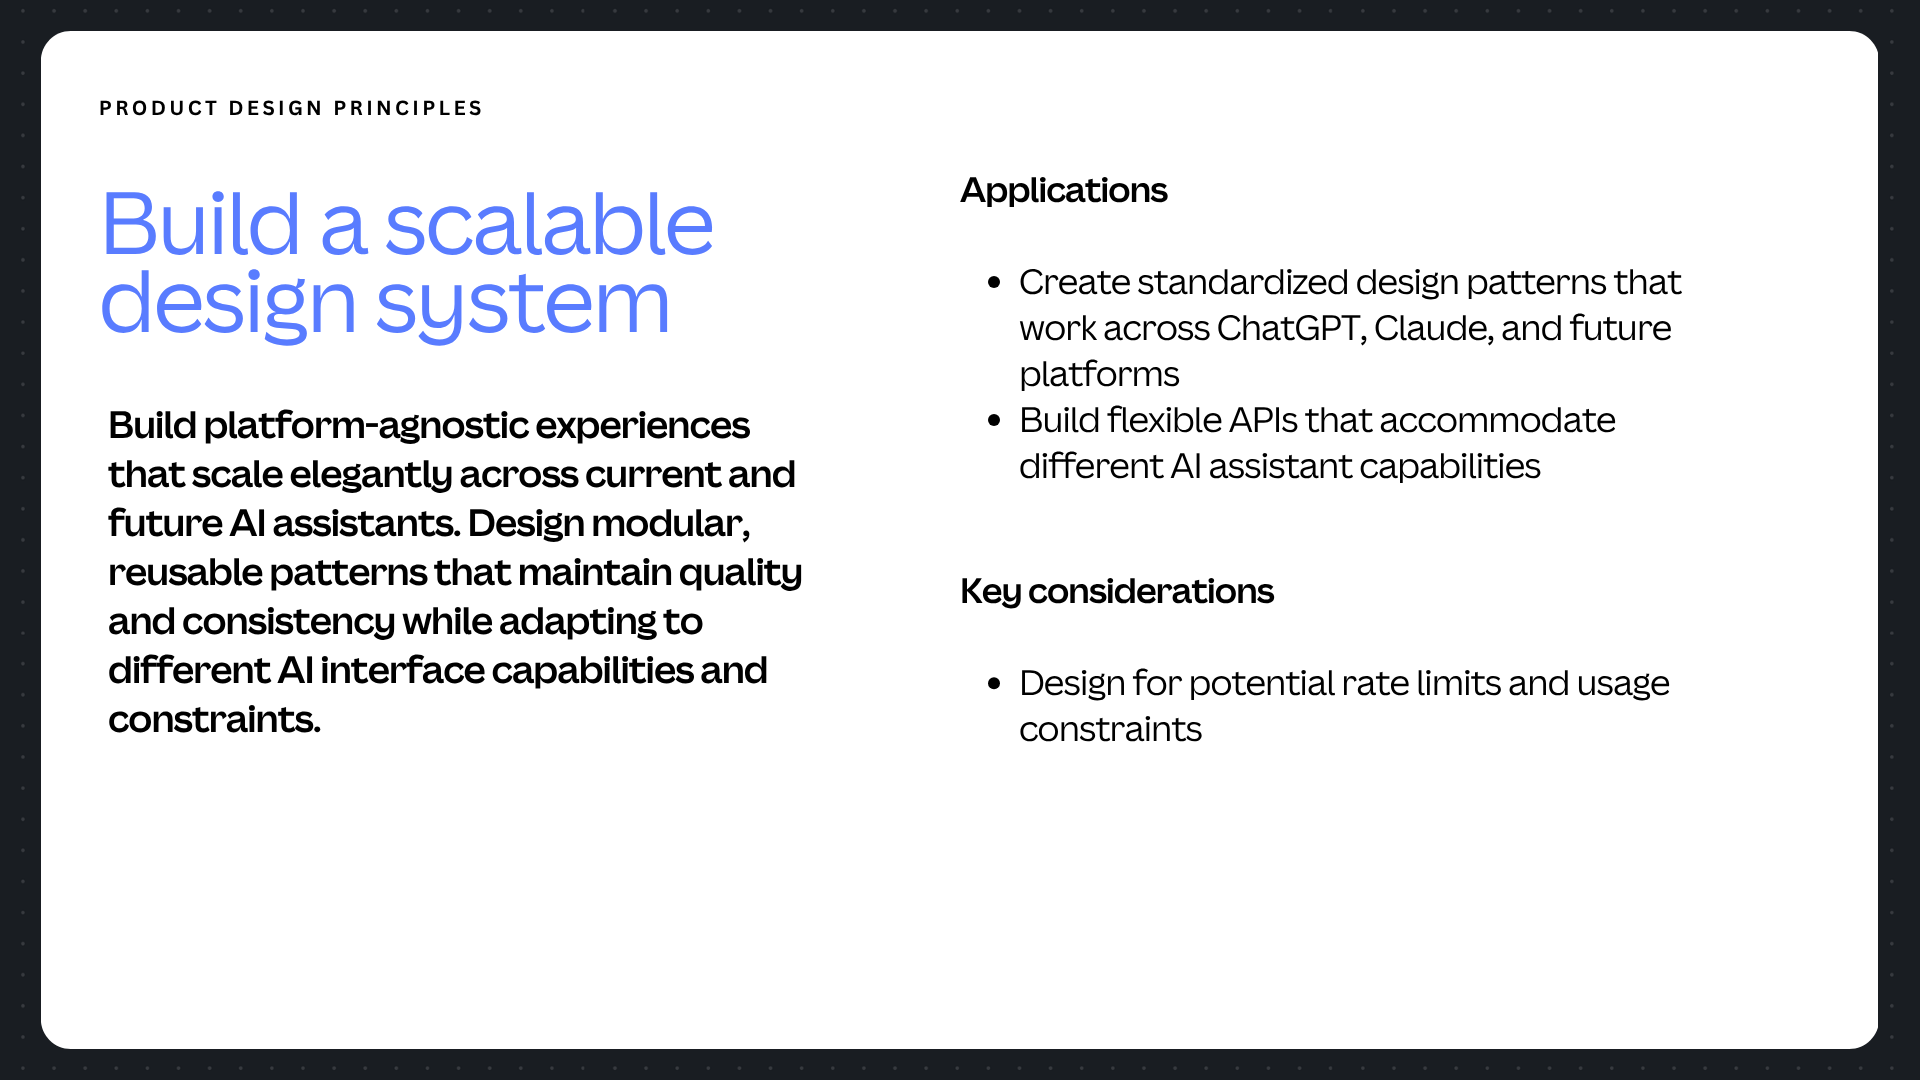 PRODUCT DESIGN PRINCIPLES
Build a scalable
design system
Build platform-agnostic experiences
that scale elegantly across current and
future AI assistants. Design modular,
reusable patterns that maintain quality
and consistency while adapting to
different AI interface capabilities and
constraints.
Applications
• Create standardized design patterns that
work across ChatGPT, Claude, and future
platforms
• Build flexible APIs that accommodate
different AI assistant capabilities
Key considerations
• Design for potential rate limits and usage
constraints